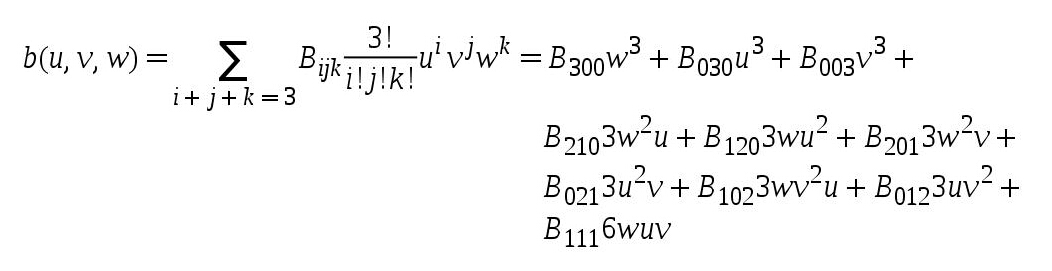 b(u, v, w) = ∑_{i + j + k = 3} B_{ijk} \frac{3!}{i!j!k!} u^i v^j w^k = B_{300}w^3 + B_{030}u^3 + B_{003}v^3 +
B_{210}3w^2u + B_{120}3wu^2 + B_{201}3w^2v +
B_{021}3u^2v + B_{102}3wv^2u + B_{012}3uv^2 +
B_{111}6wuv